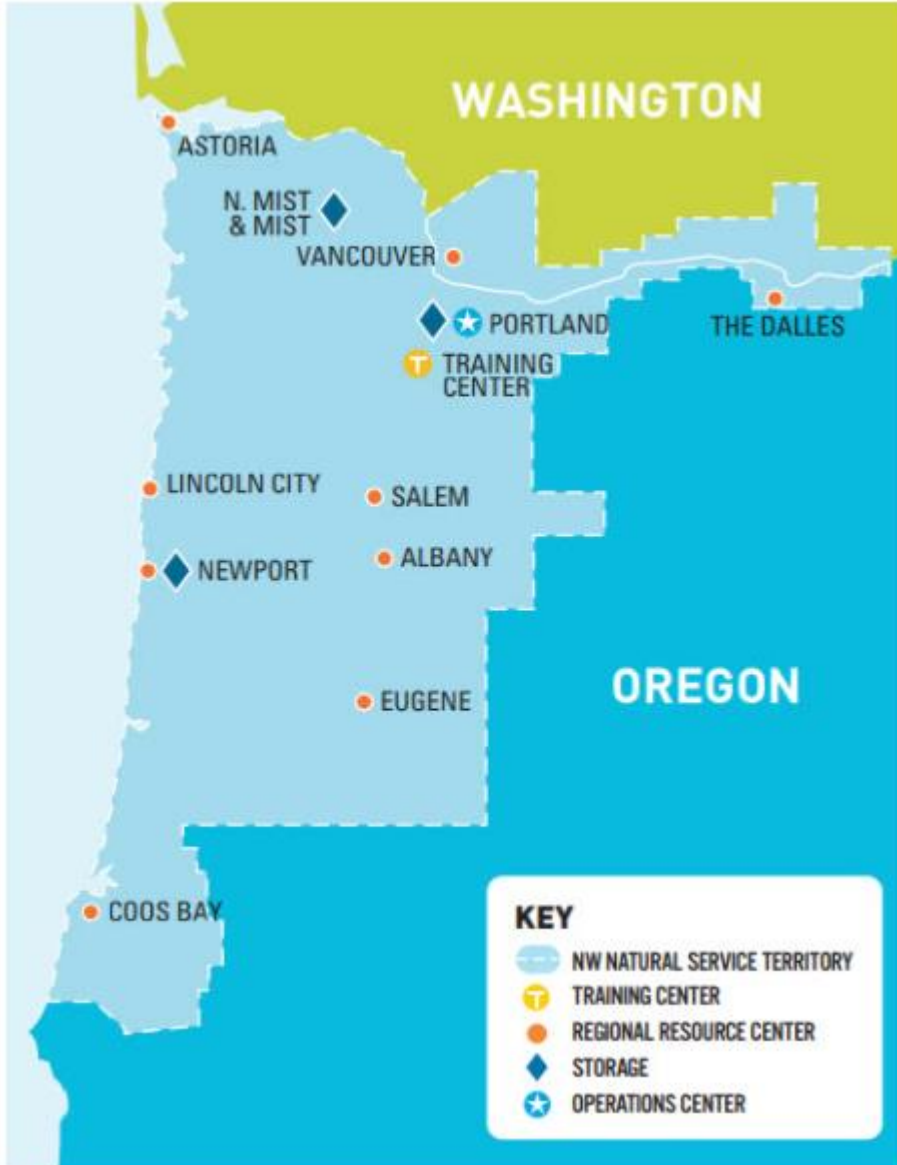 WASHINGTON
ASTORIA
N. MIST
& MIST
VANCOUVER
PORTLAND
THE DALLES
T
TRAINING
CENTER
LINCOLN CITY
SALEM
NEWPORT
ALBANY
OREGON
EUGENE
COOS BAY
KEY
NW NATURAL SERVICE TERRITORY
T TRAINING CENTER
REGIONAL RESOURCE CENTER
STORAGE
OPERATIONS CENTER